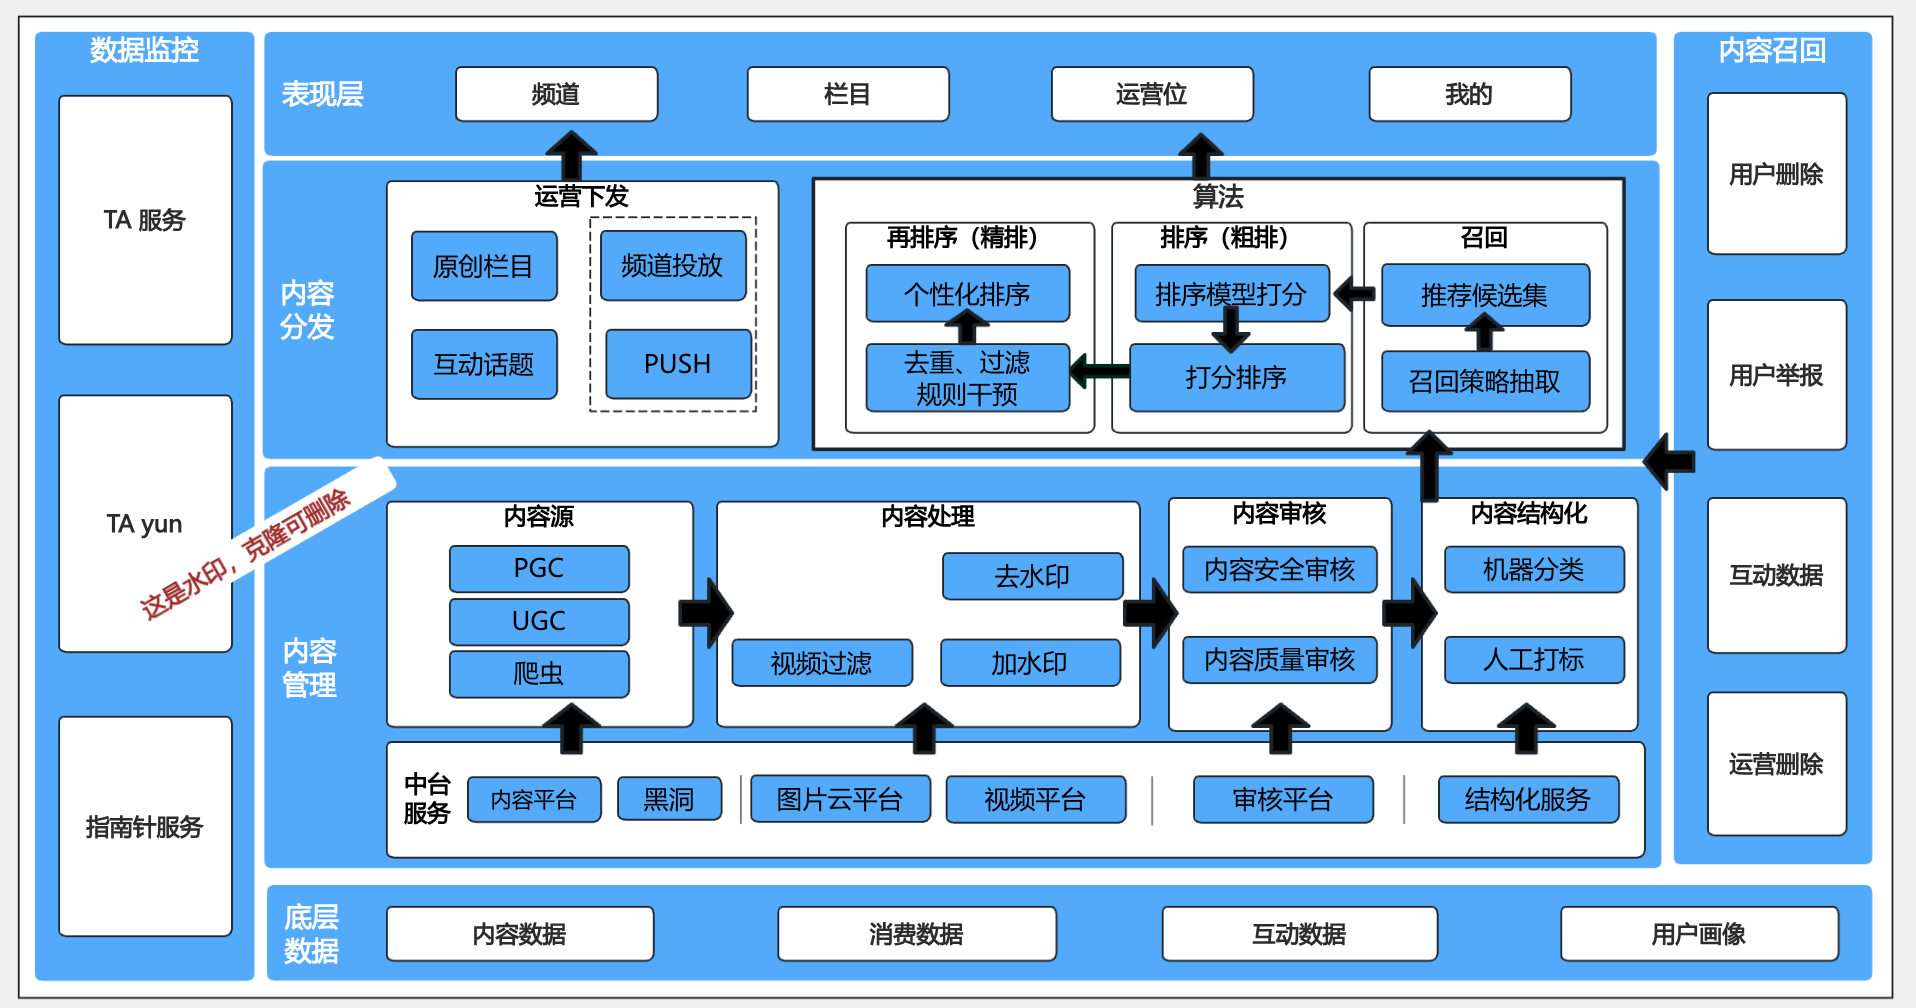 数据监控
TA 服务
TA yun
指南针服务
表现层
频道
栏目
运营位
我的
内容
分发
运营下发
原创栏目
频道投放
互动话题
PUSH
算法
再排序（精排）
个性化排序
去重、过滤
规则干预
排序（粗排）
排序模型打分
打分排序
召回
推荐候选集
召回策略抽取
内容
管理
内容源
PGC
UGC
爬虫
内容处理
去水印
视频过滤
加水印
内容审核
内容安全审核
内容质量审核
内容结构化
机器分类
人工打标
中台
服务
内容平台
黑洞
图片云平台
视频平台
审核平台
结构化服务
底层
数据
内容数据
消费数据
互动数据
用户画像
内容召回
用户删除
用户举报
互动数据
运营删除
这是水印，克隆可删除